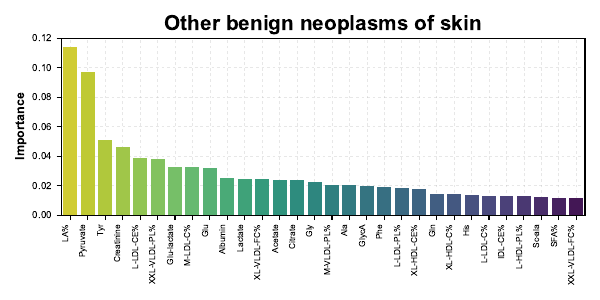 Other benign neoplasms of skin
Importance
0.12
0.10
0.08
0.06
0.04
0.02
0.00
LA%
Pyruvate
Tyr
Creatinine
L-LDL-CE%
XXL-VLDL-PL%
Glu-lactate
M-LDL-C%
Glu
Albumin
Lactate
XL-VLDL-FC%
Acetate
Citrate
Gly
M-VLDL-PL%
Ala
GlycA
Phe
L-LDL-PL%
XL-HDL-CE%
Gln
XL-HDL-C%
His
L-LDL-C%
IDL-CE%
L-HDL-PL%
S-ala
SFA%
XXL-VLDL-FC%